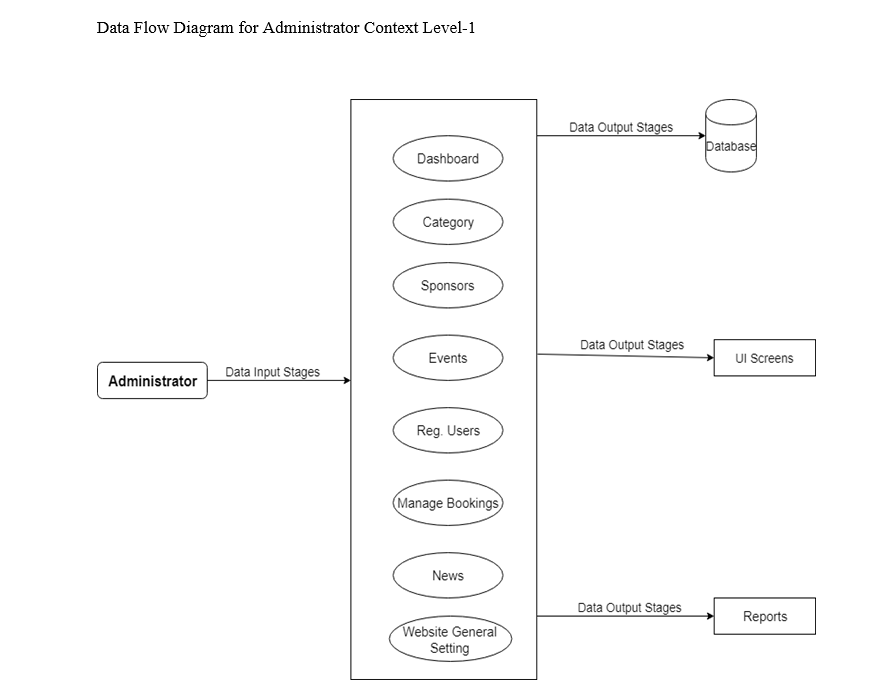 Data Flow Diagram for Administrator Context Level-1
Data Output Stages
Database
Dashboard
Category
Sponsors
Data Output Stages
Events
UI Screens
Data Input Stages
Administrator
Reg. Users
Manage Bookings
News
Data Output Stages
Reports
Website General
Setting